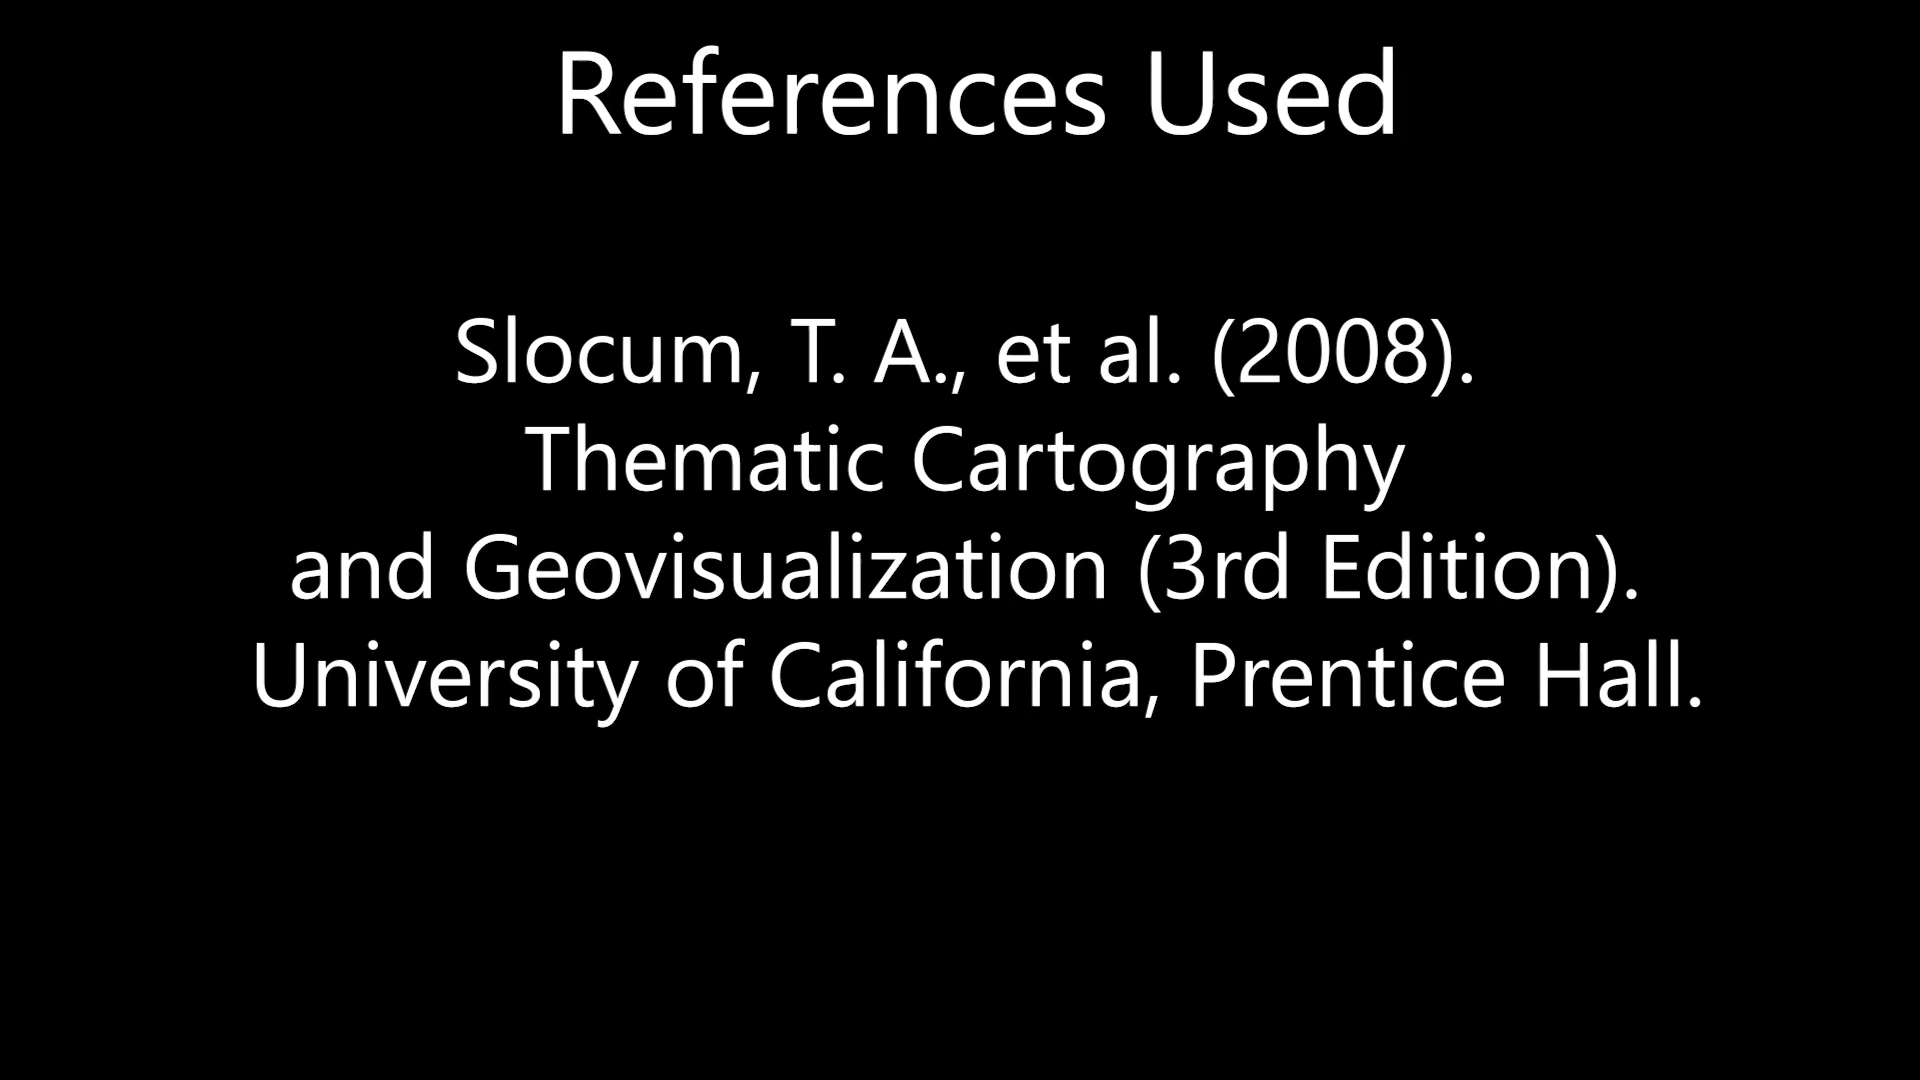 References Used
Slocum, T. A., et al. (2008).
Thematic Cartography
and Geovisualization (3rd Edition).
University of California, Prentice Hall.